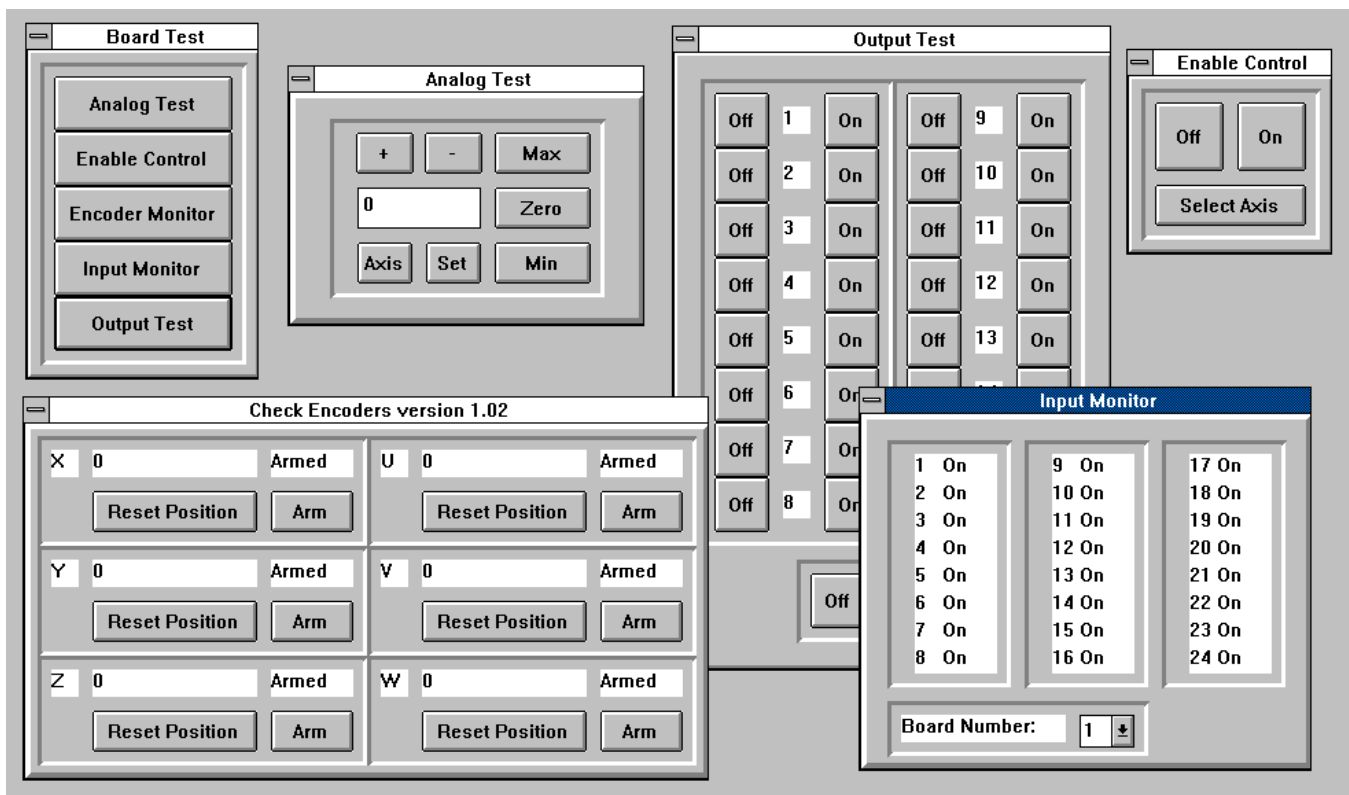 Board Test
Analog Test
Enable Control
Encoder Monitor
Input Monitor
Output Test
Analog Test
+ - Max
0 Zero
Axis Set Min
Output Test
Off 1 On Off 9 On
Off 2 On Off 10 On
Off 3 On Off 11 On
Off 4 On Off 12 On
Off 5 On Off 13 On
Off 6
Off 7
Off 8
Off
Enable Control
Off On
Select Axis
Check Encoders version 1.02
X 0 Armed U 0 Armed
Reset Position Arm Reset Position Arm
Y 0 Armed V 0 Armed
Reset Position Arm Reset Position Arm
Z 0 Armed W 0 Armed
Reset Position Arm Reset Position Arm
Input Monitor
1 On 9 On 17 On
2 On 10 On 18 On
3 On 11 On 19 On
4 On 12 On 20 On
5 On 13 On 21 On
6 On 14 On 22 On
7 On 15 On 23 On
8 On 16 On 24 On
Board Number: 1